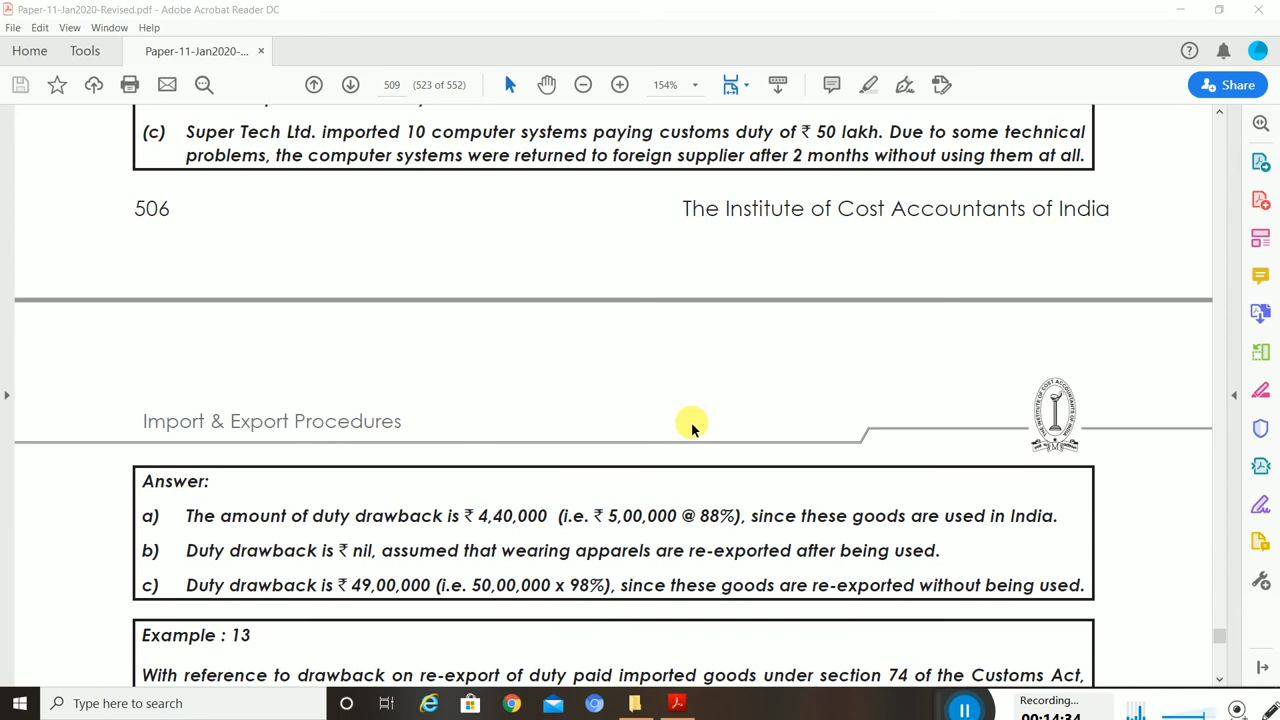 Paper-11-Jan2020-Revised.pdf - Adobe Acrobat Reader DC
File Edit View Window Help
Home Tools Paper-11-Jan2020-... ×
509 (523 of 552) 154% Share
(c) Super Tech Ltd. imported 10 computer systems paying customs duty of ₹ 50 lakh. Due to some technical
problems, the computer systems were returned to foreign supplier after 2 months without using them at all.
506 The Institute of Cost Accountants of India
Import & Export Procedures
Answer:
a) The amount of duty drawback is ₹ 4,40,000 (i.e. ₹ 5,00,000 @ 88%), since these goods are used in India.
b) Duty drawback is ₹ nil, assumed that wearing apparels are re-exported after being used.
c) Duty drawback is ₹ 49,00,000 (i.e. 50,00,000 x 98%), since these goods are re-exported without being used.
Example : 13
With reference to drawback on re-export of duty paid imported goods under section 74 of the Customs Act,
Type here to search
Recording...
00:14:34